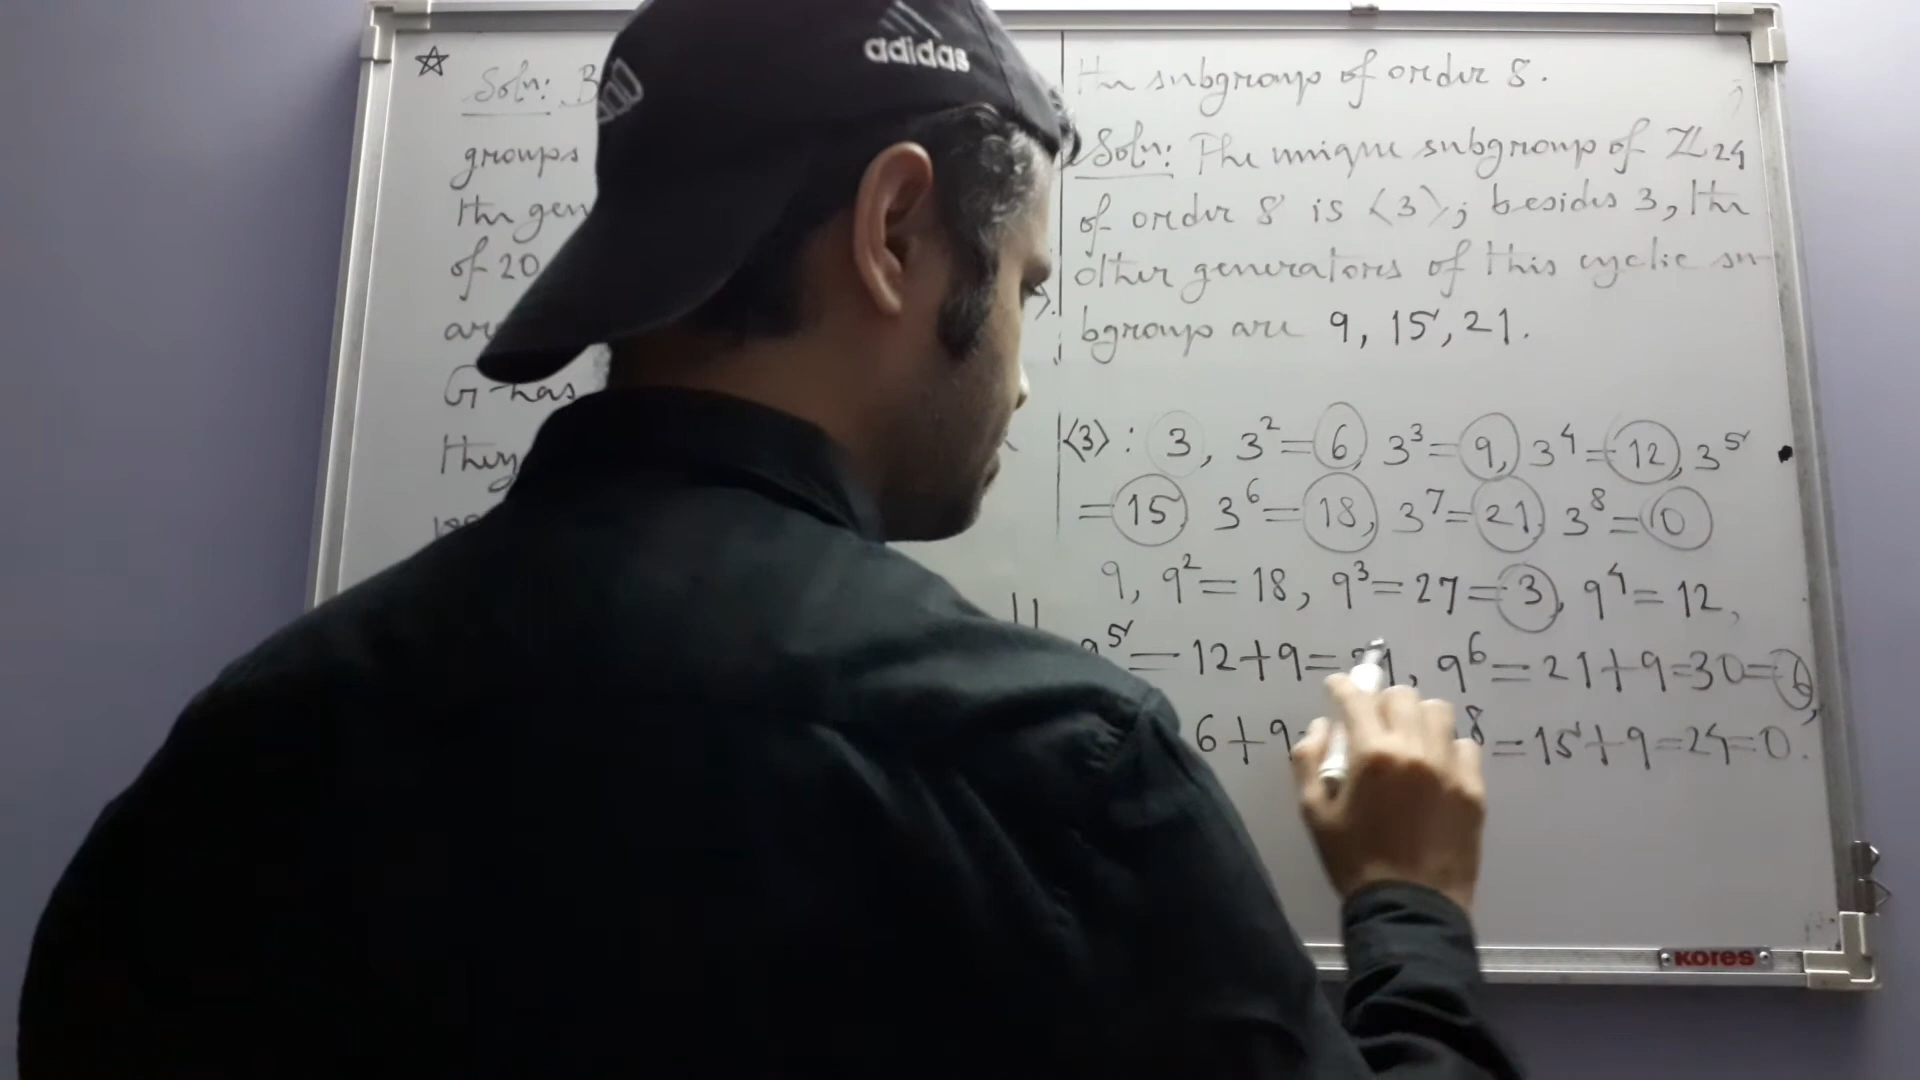 adidas
☆
Soln: B
groups
the gen
of 20
are
G has
they
the subgroup of order 8.
Soln: The unique subgroup of ℤ24
of order 8 is ⟨3⟩; besides 3, the
other generators of this cyclic su-
bgroup are 9, 15, 21.
⟨3⟩ : 3, 3²=6, 3³=9, 3⁴=12, 3⁵
=15, 3⁶=18, 3⁷=21, 3⁸=0
9, 9²=18, 9³=27=3, 9⁴=12,
9⁵=12+9=21, 9⁶=21+9=30=6,
6+9= 8=15+9=24=0.
KORES